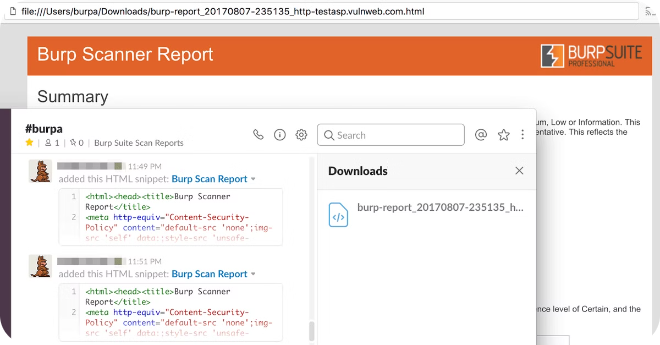 file:///Users/burpa/Downloads/burp-report_20170807-235135_http-testasp.vulnweb.com.html
Burp Scanner Report
BURPSUITE
PROFESSIONAL
Summary
um, Low or Information. This
entative. This reflects the
#burpa
1 | 0 | Burp Suite Scan Reports
Search
11:49 PM
added this HTML snippet: Burp Scan Report
1 <html><head><title>Burp Scanner
Report</title>
2 <meta http-equiv="Content-Security-
Policy" content="default-src 'none';img-
src 'self' data:;style-src 'unsafe-
11:51 PM
added this HTML snippet: Burp Scan Report
1 <html><head><title>Burp Scanner
Report</title>
2 <meta http-equiv="Content-Security-
Policy" content="default-src 'none';img-
src 'self' data:;style-src 'unsafe-
Downloads
burp-report_20170807-235135_h...
ence level of Certain, and the